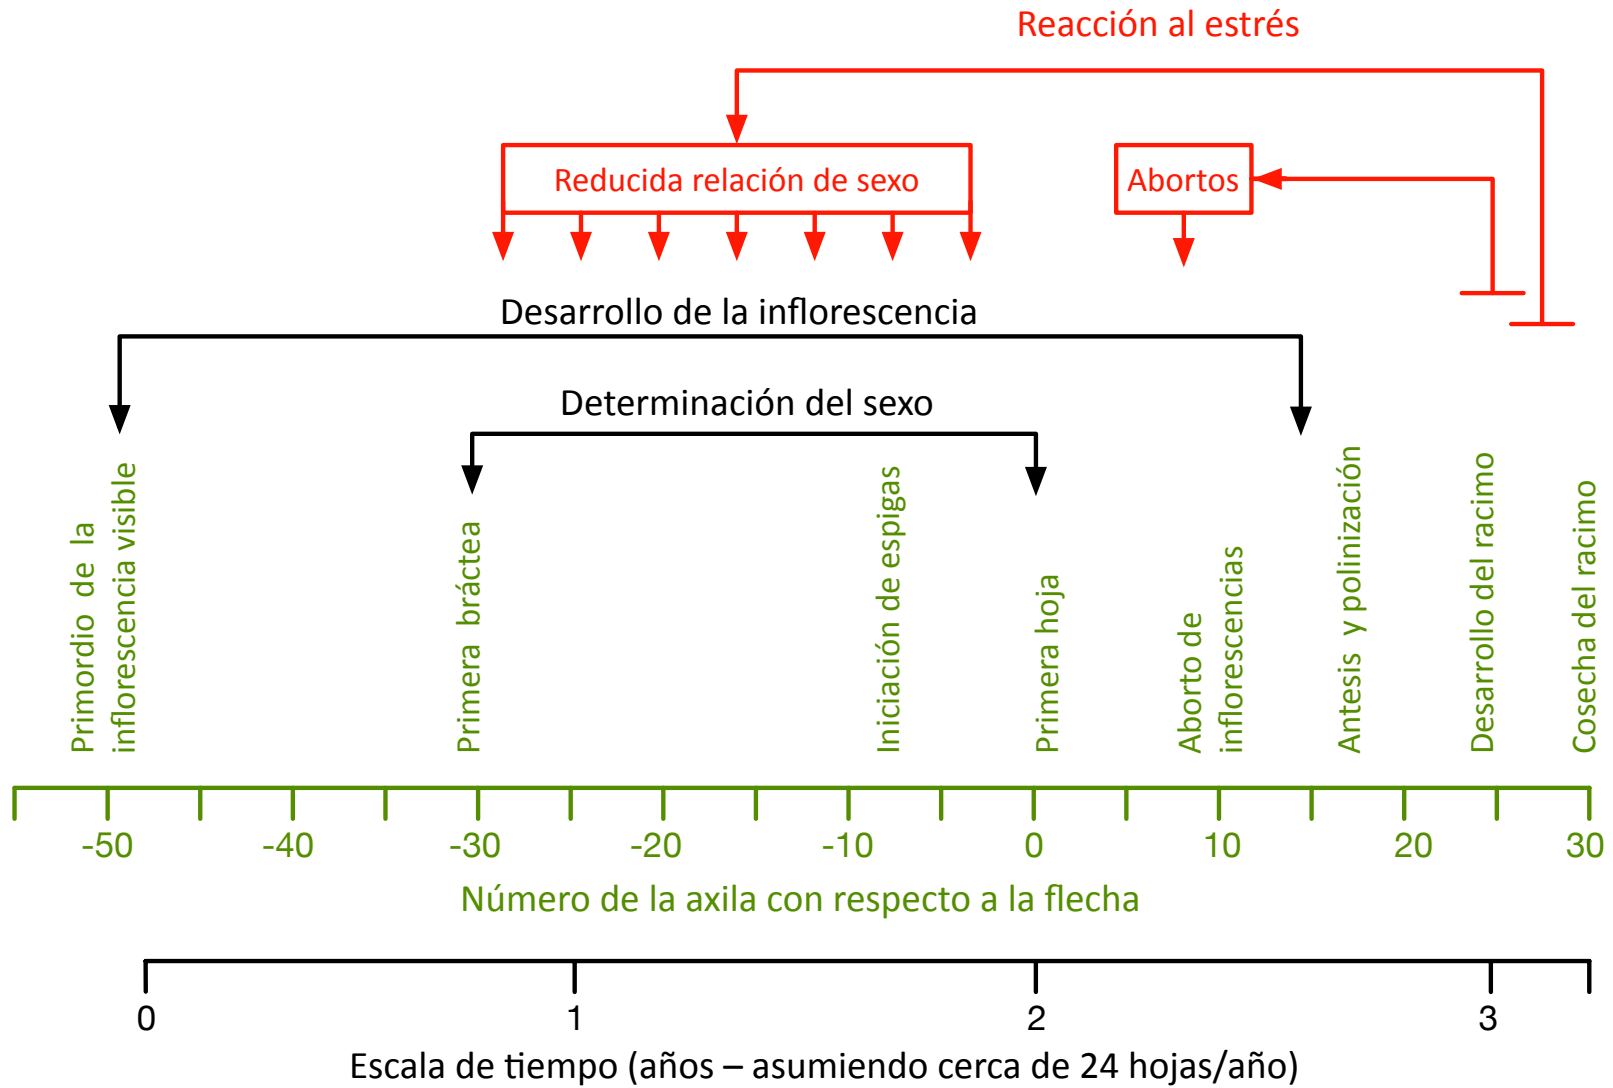 Reacción al estrés
Reducida relación de sexo
Abortos
Desarrollo de la inflorescencia
Determinación del sexo
Primordio de la
inflorescencia visible
Primera bráctea
Iniciación de espigas
Primera hoja
Aborto de
inflorescencias
Antesis y polinización
Desarrollo del racimo
Cosecha del racimo
-50 -40 -30 -20 -10 0 10 20 30
Número de la axila con respecto a la flecha
0 1 2 3
Escala de tiempo (años – asumiendo cerca de 24 hojas/año)